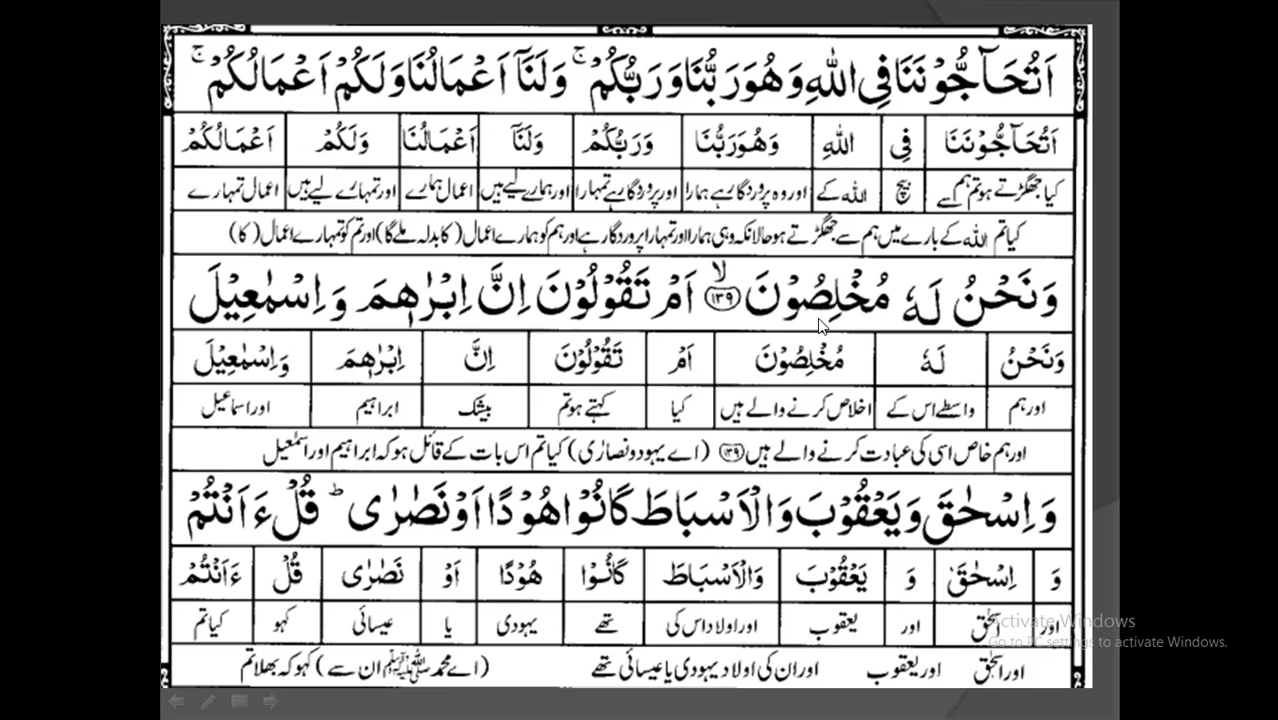 اَتُحَآجُّوْنَنَا فِی اللّٰهِ وَهُوَ رَبُّنَا وَرَبُّكُمْ ۚ وَلَنَاۤ اَعْمَالُنَا وَلَكُمْ اَعْمَالُكُمْ ۚ
اَتُحَآجُّوْنَنَا فِی اللّٰهِ وَهُوَ رَبُّنَا وَرَبُّكُمْ وَلَنَاۤ اَعْمَالُنَا وَلَكُمْ اَعْمَالُكُمْ
کیا جھگڑتے ہو تم ہم سے بیچ اللہ کے اور وہ پروردگار ہے ہمارا اور پروردگار ہے تمہارا اور ہمارے لیے ہیں اعمال ہمارے اور تمہارے لیے ہیں اعمال تمہارے
کیا تم اللہ کے بارے میں ہم سے جھگڑتے ہو حالانکہ وہی ہمارا اور تمہارا پروردگار ہے اور ہم کو ہمارے اعمال (کا بدلہ ملے گا) اور تم کو تمہارے اعمال (کا)
وَ نَحْنُ لَهٗ مُخْلِصُوْنَ ۙ﴿۱۳۹﴾ اَمْ تَقُوْلُوْنَ اِنَّ اِبْرٰهٖمَ وَ اِسْمٰعِیْلَ
وَنَحْنُ لَهٗ مُخْلِصُوْنَ اَمْ تَقُوْلُوْنَ اِنَّ اِبْرٰهٖمَ وَاِسْمٰعِیْلَ
اور ہم واسطے اس کے اخلاص کرنے والے ہیں کیا کہتے ہو تم بیشک ابراہیم اور اسماعیل
اور ہم خاص اسی کی عبادت کرنے والے ہیں ﴿۱۳۹﴾ (اے یہود و نصارٰی) کیا تم اس بات کے قائل ہو کہ ابراہیم اور اسمٰعیل
وَ اِسْحٰقَ وَ یَعْقُوْبَ وَ الْاَسْبَاطَ كَانُوْا هُوْدًا اَوْ نَصٰرٰی ؕ قُلْ ءَاَنْتُمْ
وَ اِسْحٰقَ وَ یَعْقُوْبَ وَالْاَسْبَاطَ كَانُوْا هُوْدًا اَوْ نَصٰرٰی قُلْ ءَاَنْتُمْ
اور اسحٰق اور یعقوب اور اولاد اس کی تھے یہودی یا عیسائی کہو کیا تم
اور اسحٰق اور یعقوب اور ان کی اولاد یہودی یا عیسائی تھے (اے محمد ﷺ ان سے) کہو کہ بھلا تم
Activate Windows
Go to PC settings to activate Windows.